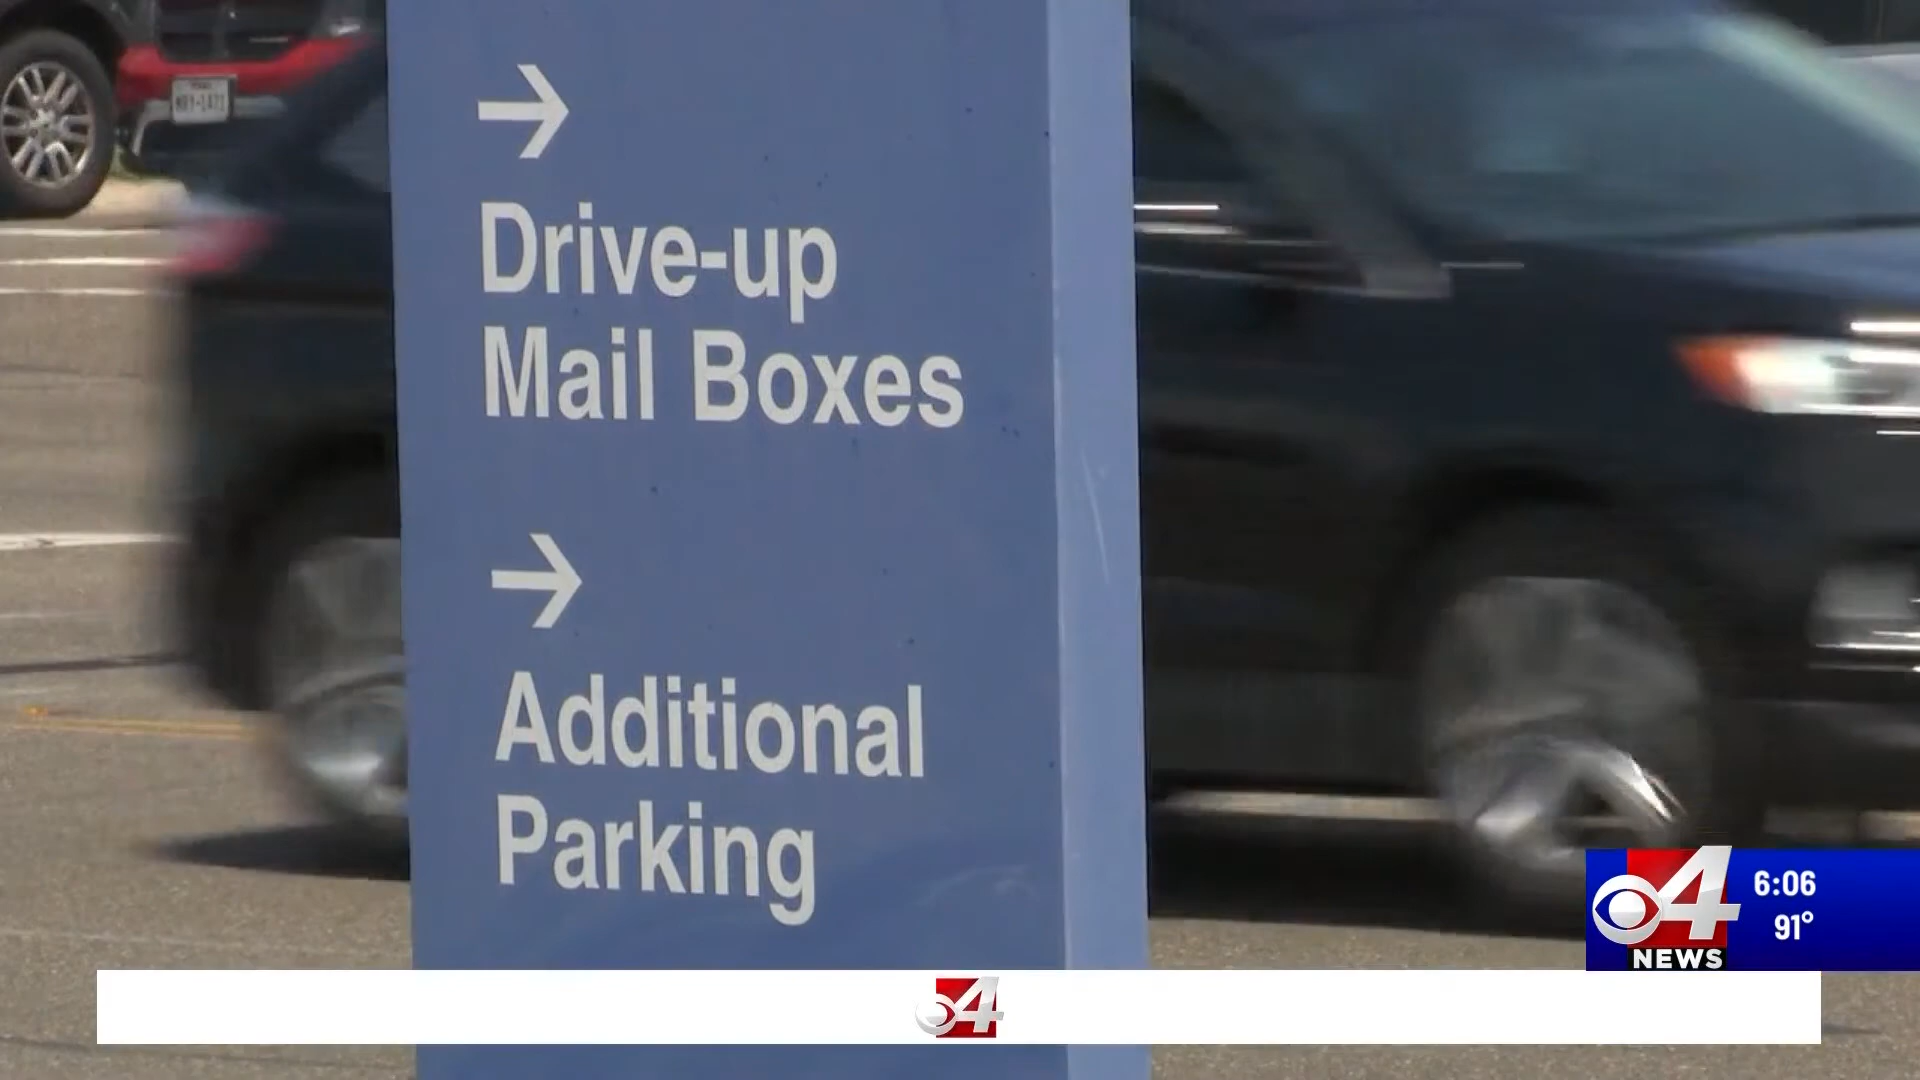 →
Drive-up
Mail Boxes
→
Additional
Parking
4
6:06
91°
NEWS
4